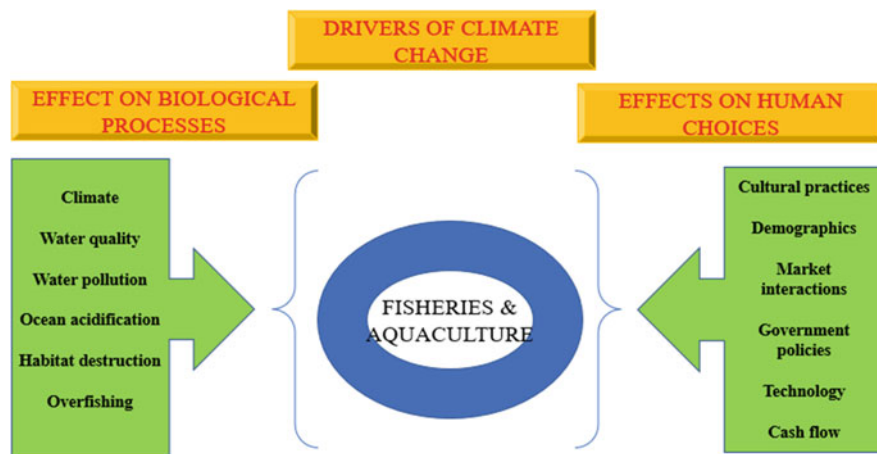 DRIVERS OF CLIMATE
CHANGE
EFFECT ON BIOLOGICAL
PROCESSES
EFFECTS ON HUMAN
CHOICES
Climate
Water quality
Water pollution
Ocean acidification
Habitat destruction
Overfishing
FISHERIES &
AQUACULTURE
Cultural practices
Demographics
Market
interactions
Government
policies
Technology
Cash flow